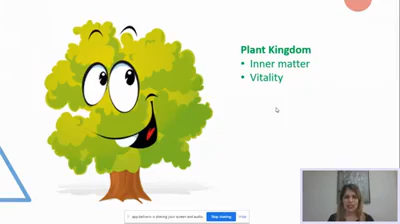 Plant Kingdom
• Inner matter
• Vitality
Stop sharing
Hide